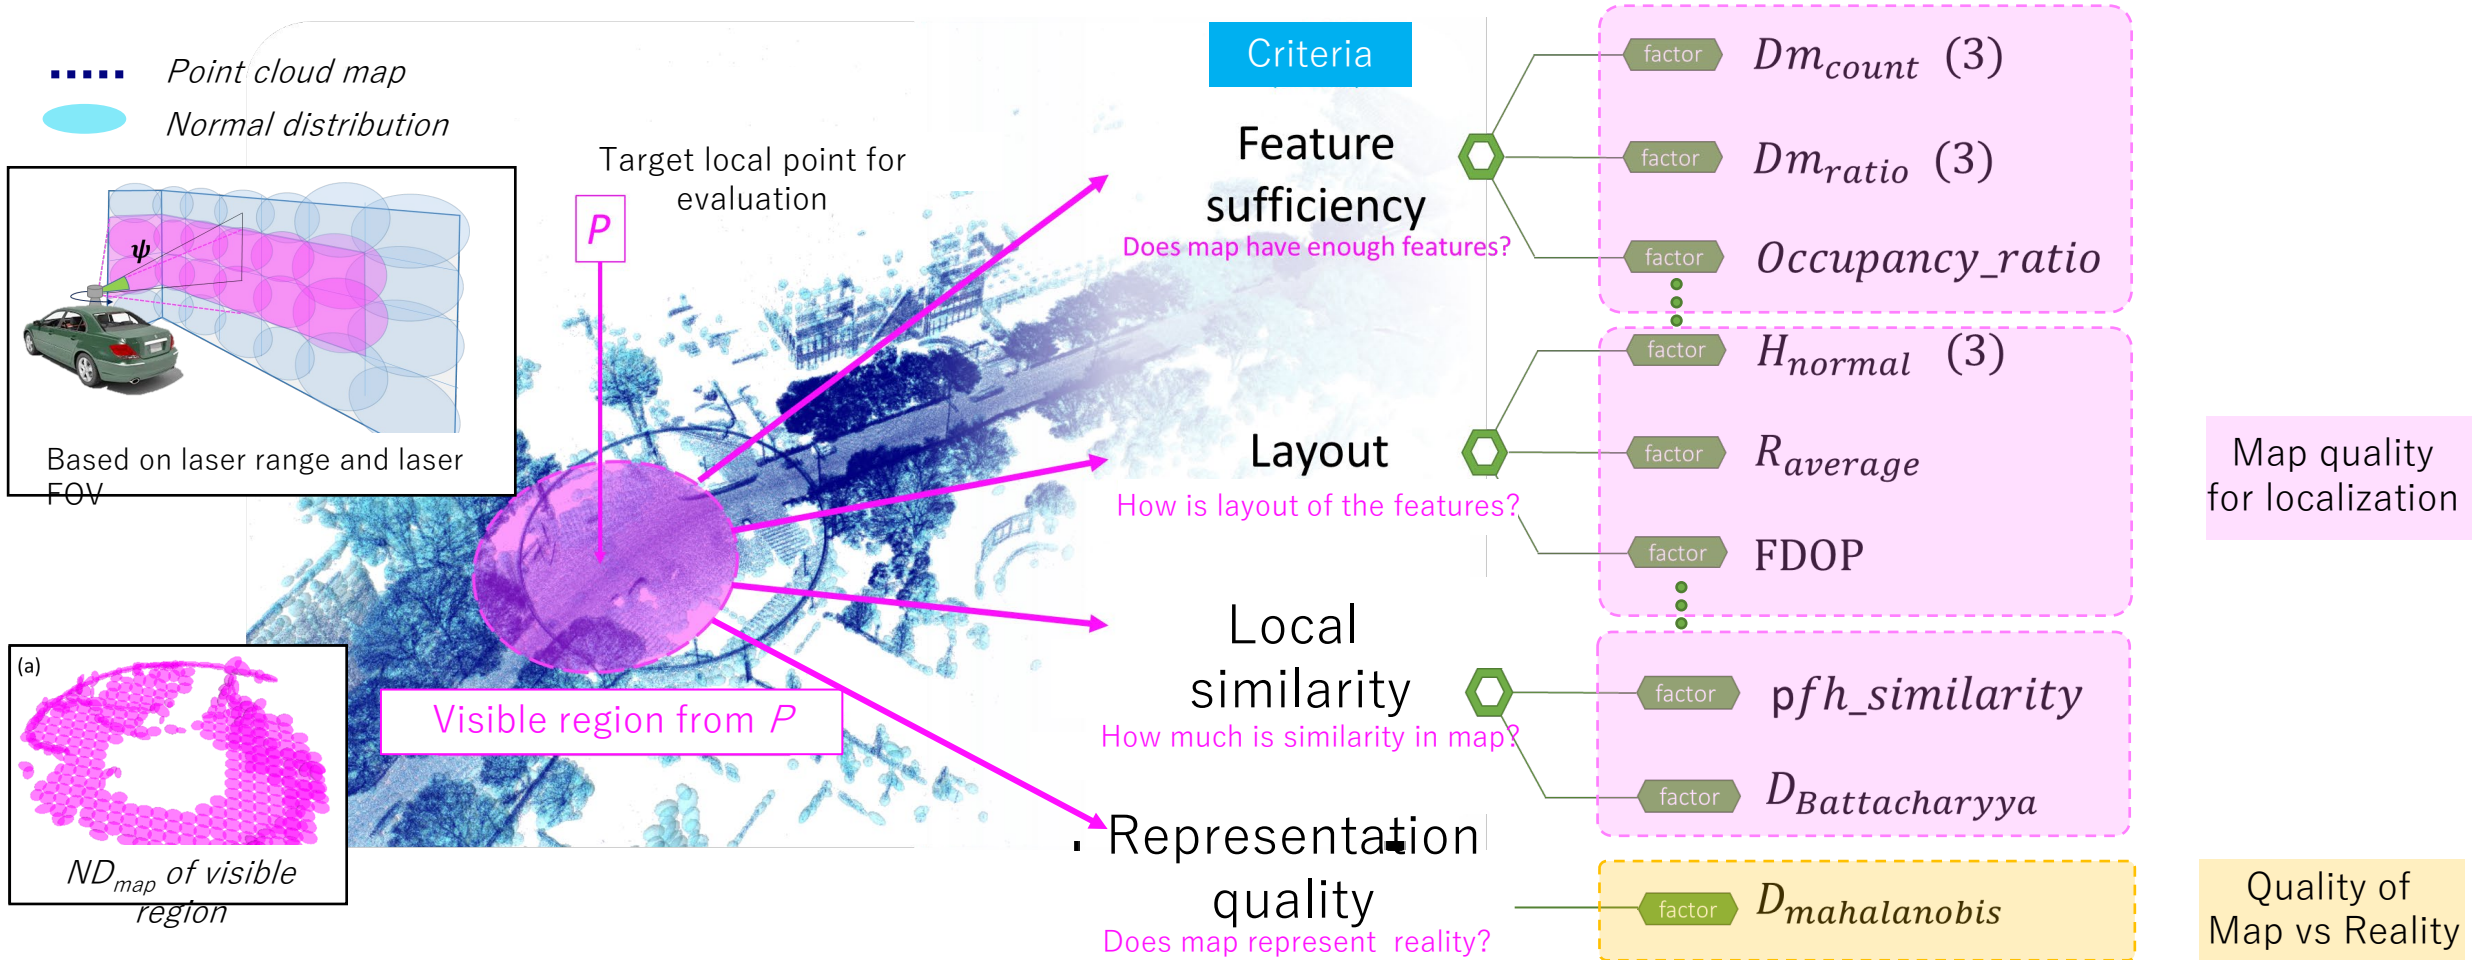 Point cloud map
Normal distribution
ψ
Based on laser range and laser
FOV
Target local point for
evaluation
P
(a)
ND_map of visible
region
Visible region from P
Criteria
Feature
sufficiency
Does map have enough features?
factor Dm_count (3)
factor Dm_ratio (3)
factor Occupancy_ratio
Layout
How is layout of the features?
factor H_normal (3)
factor R_average
factor FDOP
Local
similarity
How much is similarity in map?
factor pfh_similarity
factor D_Battacharyya
Representation
quality
Does map represent reality?
factor D_mahalanobis
Map quality
for localization
Quality of
Map vs Reality